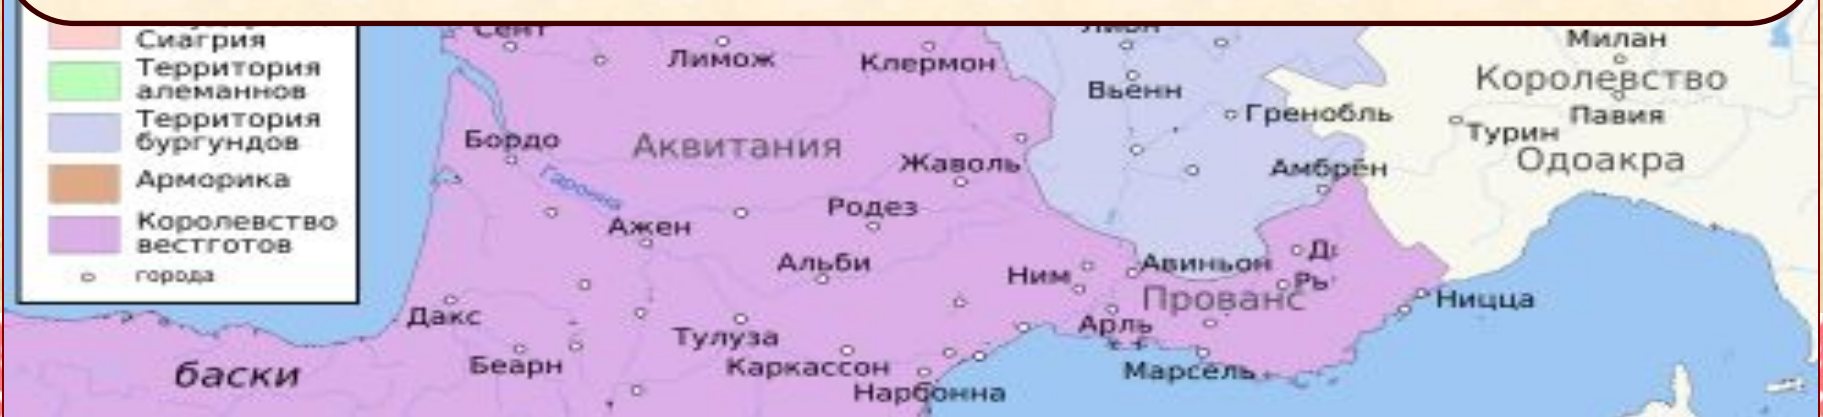 Сиагрия
Территория
алеманнов
Территория
бургундов
Арморика
Королевство
вестготов
города
Сент
Лимож
Клермон
Лион
Вьенн
Гренобль
Милан
Королевство
Павия
Турин
Одоакра
Бордо
Аквитания
Жаволь
Амбрён
Гаронна
Ажен
Родез
Альби
Ним
Авиньон
Прованс
Ницца
Дакс
Тулуза
Арль
баски
Беарн
Каркассон
Марсель
Нарбонна